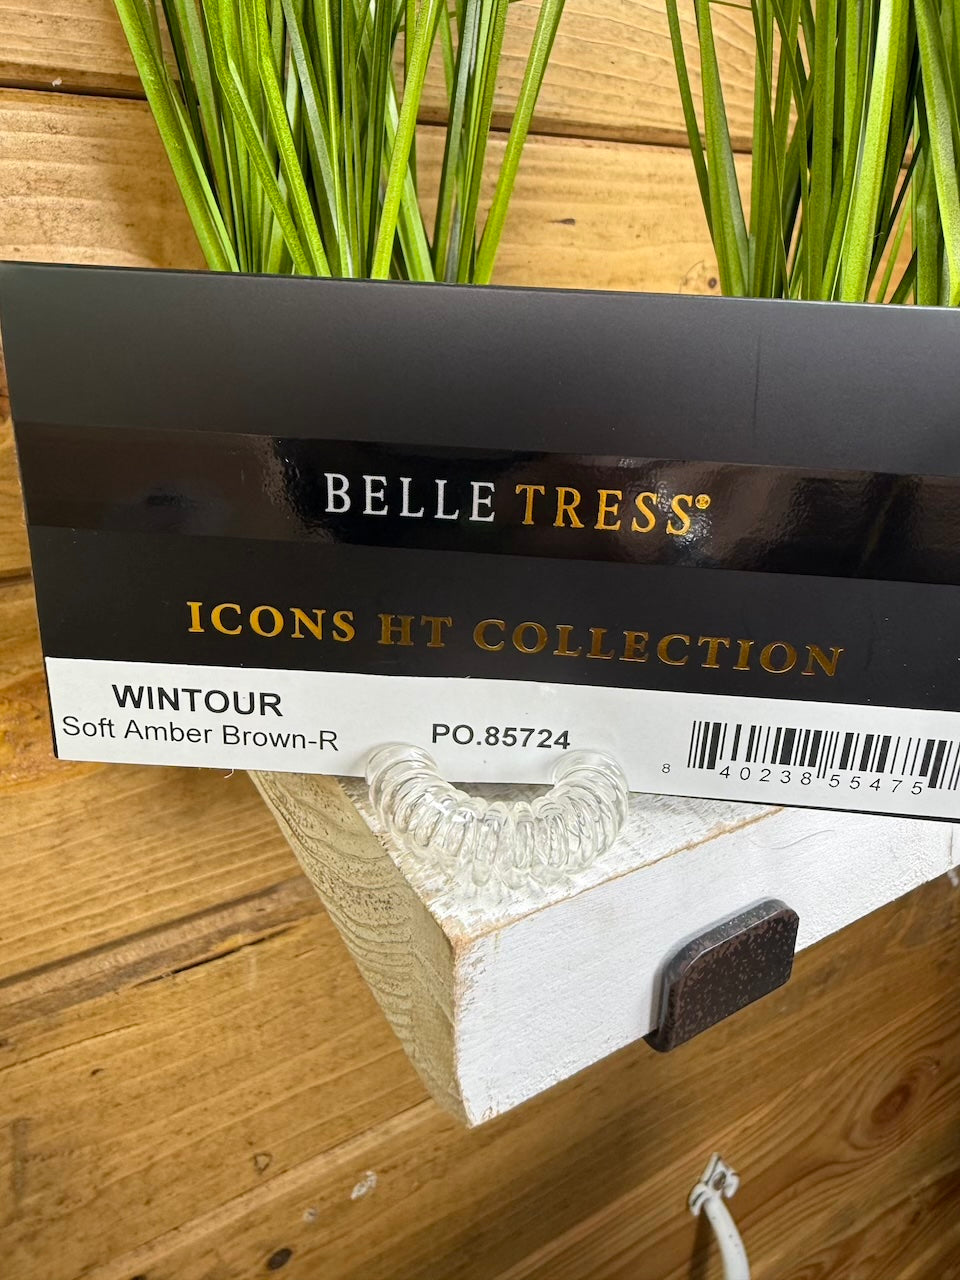 BELLE TRESS®
ICONS HT COLLECTION
WINTOUR
Soft Amber Brown-R
PO.85724
8 40238 55475